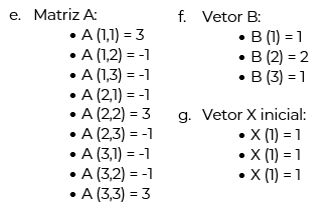 e. Matriz A:
• A (1,1) = 3
• A (1,2) = -1
• A (1,3) = -1
• A (2,1) = -1
• A (2,2) = 3
• A (2,3) = -1
• A (3,1) = -1
• A (3,2) = -1
• A (3,3) = 3
f. Vetor B:
• B (1) = 1
• B (2) = 2
• B (3) = 1
g. Vetor X inicial:
• X (1) = 1
• X (1) = 1
• X (1) = 1